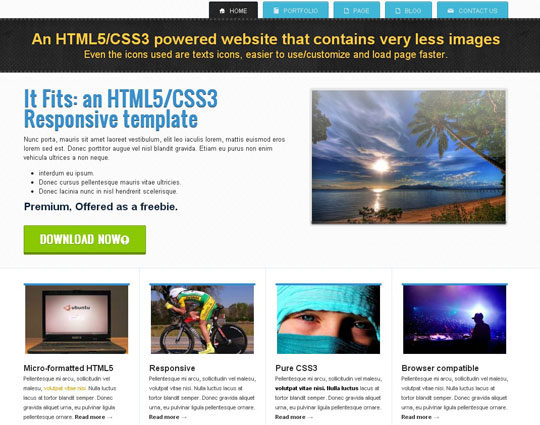 HOME PORTFOLIO PAGE BLOG CONTACT US
An HTML5/CSS3 powered website that contains very less images
Even the icons used are texts icons, easier to use/customize and load page faster.
It Fits: an HTML5/CSS3
Responsive template
Nunc porta, mauris sit amet laoreet vestibulum, elit leo iaculis lorem, mattis euismod eros
lorem sed est. Donec porttitor augue vel nisl blandit gravida. Etiam eu purus non enim
vehicula ultrices a non neque.
interdum eu ipsum.
Donec cursus pellentesque mauris vitae ultricies.
Donec lacinia nunc in nisl hendrerit scelerisque.
Premium, Offered as a freebie.
DOWNLOAD NOW
ubuntu
Micro-formatted HTML5
Pellentesque mi arcu, sollicitudin vel
malesu, volutpat vitae nisi. Nulla luctus
lacus at tortor blandit semper. Donec
gravida aliquet urna, eu pulvinar ligula
pellentesque ornare. Read more →
Responsive
Pellentesque mi arcu, sollicitudin vel malesu,
volutpat vitae nisi. Nulla luctus lacus at
tortor blandit semper. Donec gravida aliquet
urna, eu pulvinar ligula pellentesque ornare.
Read more →
Pure CSS3
Pellentesque mi arcu, sollicitudin vel malesu,
volutpat vitae nisi. Nulla luctus lacus at
tortor blandit semper. Donec gravida aliquet
urna, eu pulvinar ligula pellentesque ornare.
Read more →
Browser compatible
Pellentesque mi arcu, sollicitudin vel malesu,
volutpat vitae nisi. Nulla luctus lacus at
tortor blandit semper. Donec gravida aliquet
urna, eu pulvinar ligula pellentesque ornare.
Read more →